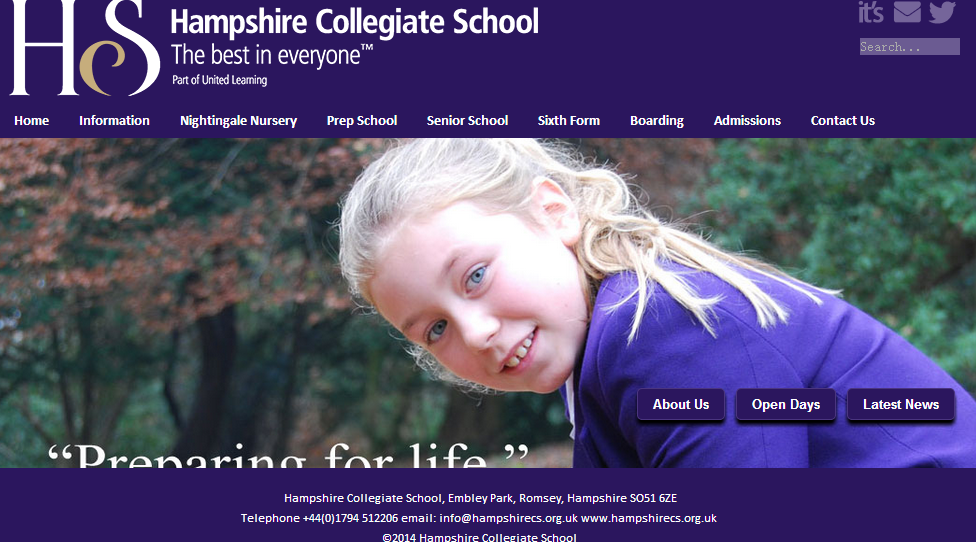 HCS
Hampshire Collegiate School
The best in everyone™
Part of United Learning
it's
Search...
Home Information Nightingale Nursery Prep School Senior School Sixth Form Boarding Admissions Contact Us
About Us Open Days Latest News
“Preparing for life.”
Hampshire Collegiate School, Embley Park, Romsey, Hampshire SO51 6ZE
Telephone +44(0)1794 512206 email: info@hampshirecs.org.uk www.hampshirecs.org.uk
©2014 Hampshire Collegiate School